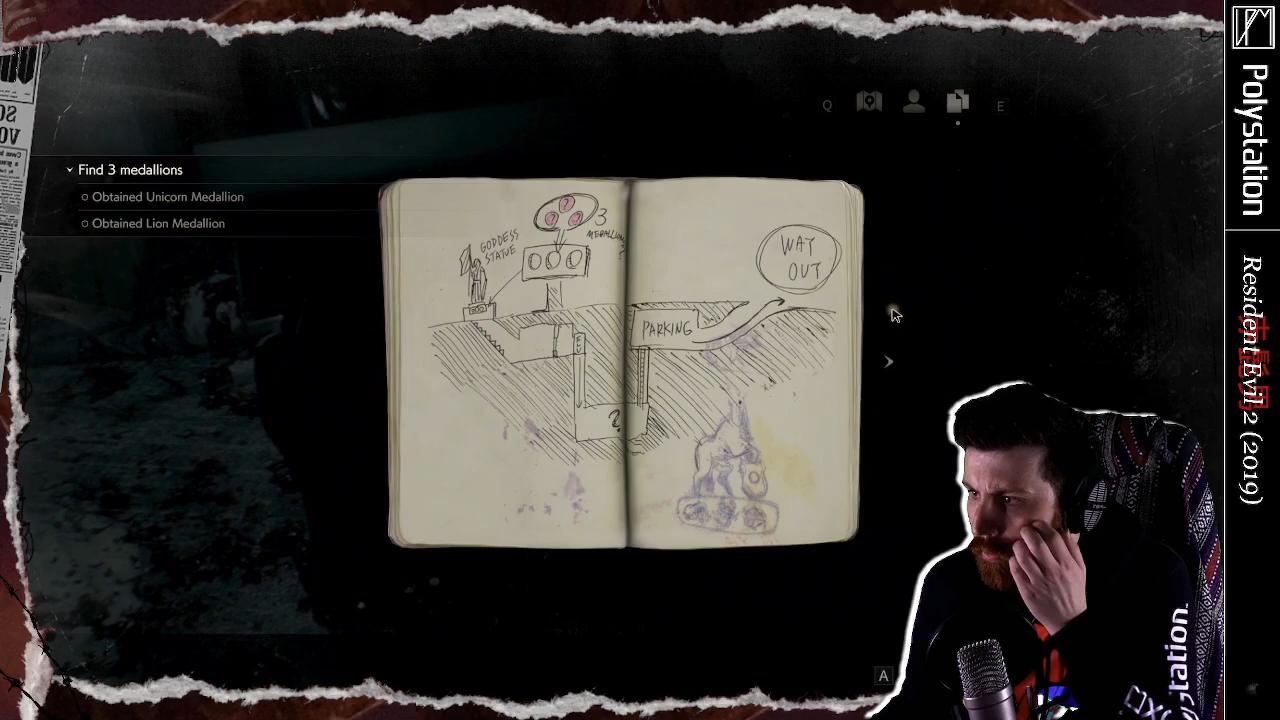 Q
E
Find 3 medallions
Obtained Unicorn Medallion
Obtained Lion Medallion
GODDESS
STATUE
3
MEDALLIONS
?
WAY
OUT
PARKING
ELV
?
A
Polystation
Resident Evil 2 (2019)